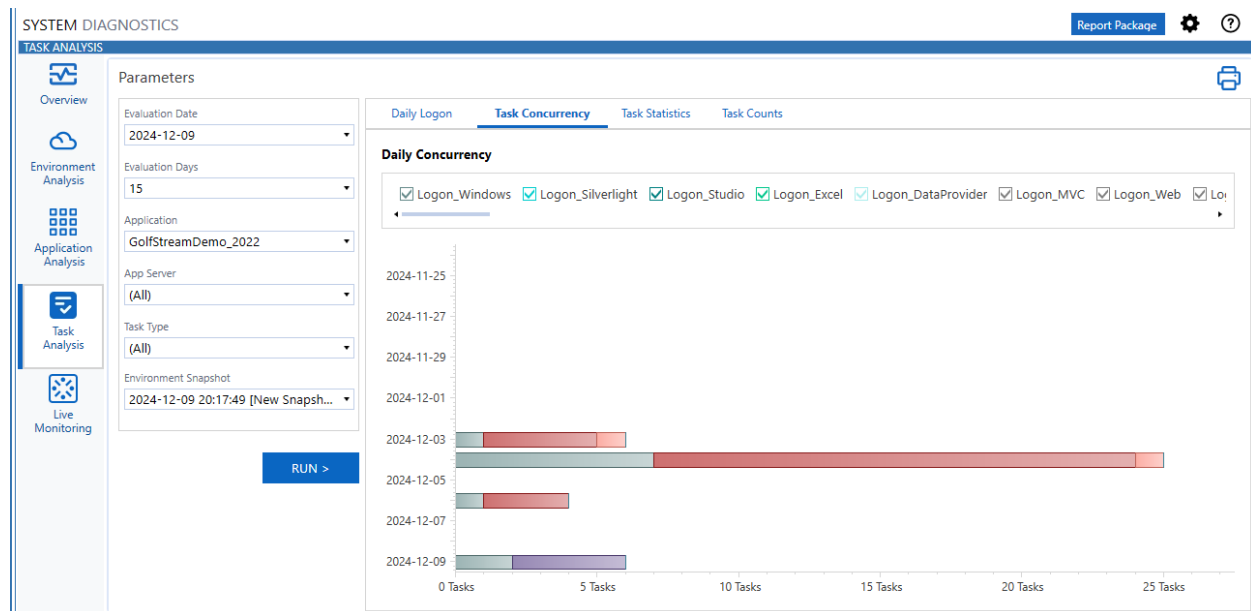 SYSTEM DIAGNOSTICS
Report Package
TASK ANALYSIS
Overview
Environment
Analysis
Application
Analysis
Task
Analysis
Live
Monitoring
Parameters
Evaluation Date
2024-12-09
Evaluation Days
15
Application
GolfStreamDemo_2022
App Server
(All)
Task Type
(All)
Environment Snapshot
2024-12-09 20:17:49 [New Snapsh...
RUN >
Daily Logon Task Concurrency Task Statistics Task Counts
Daily Concurrency
Logon_Windows Logon_Silverlight Logon_Studio Logon_Excel Logon_DataProvider Logon_MVC Logon_Web
2024-11-25
2024-11-27
2024-11-29
2024-12-01
2024-12-03
2024-12-05
2024-12-07
2024-12-09
0 Tasks 5 Tasks 10 Tasks 15 Tasks 20 Tasks 25 Tasks